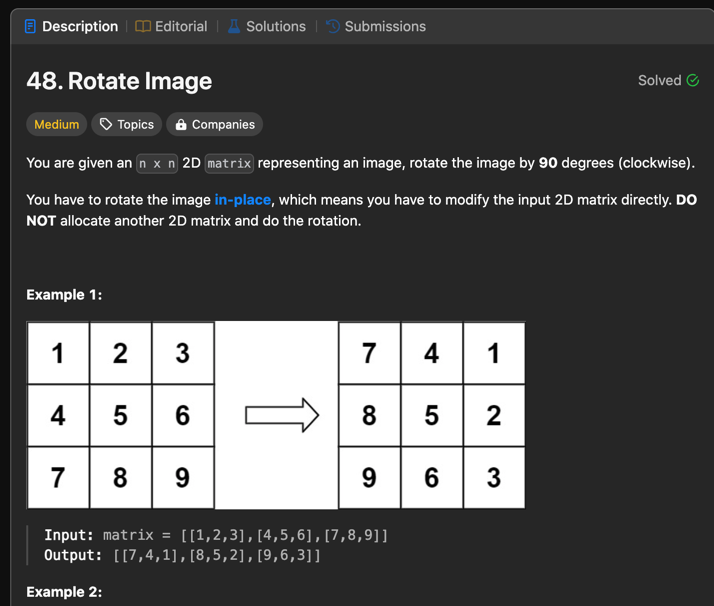 Description | Editorial | Solutions | Submissions
48. Rotate Image Solved
Medium Topics Companies
You are given an n x n 2D matrix representing an image, rotate the image by 90 degrees (clockwise).
You have to rotate the image in-place, which means you have to modify the input 2D matrix directly. DO
NOT allocate another 2D matrix and do the rotation.
Example 1:
1 2 3 7 4 1
4 5 6 8 5 2
7 8 9 9 6 3
Input: matrix = [[1,2,3],[4,5,6],[7,8,9]]
Output: [[7,4,1],[8,5,2],[9,6,3]]
Example 2: